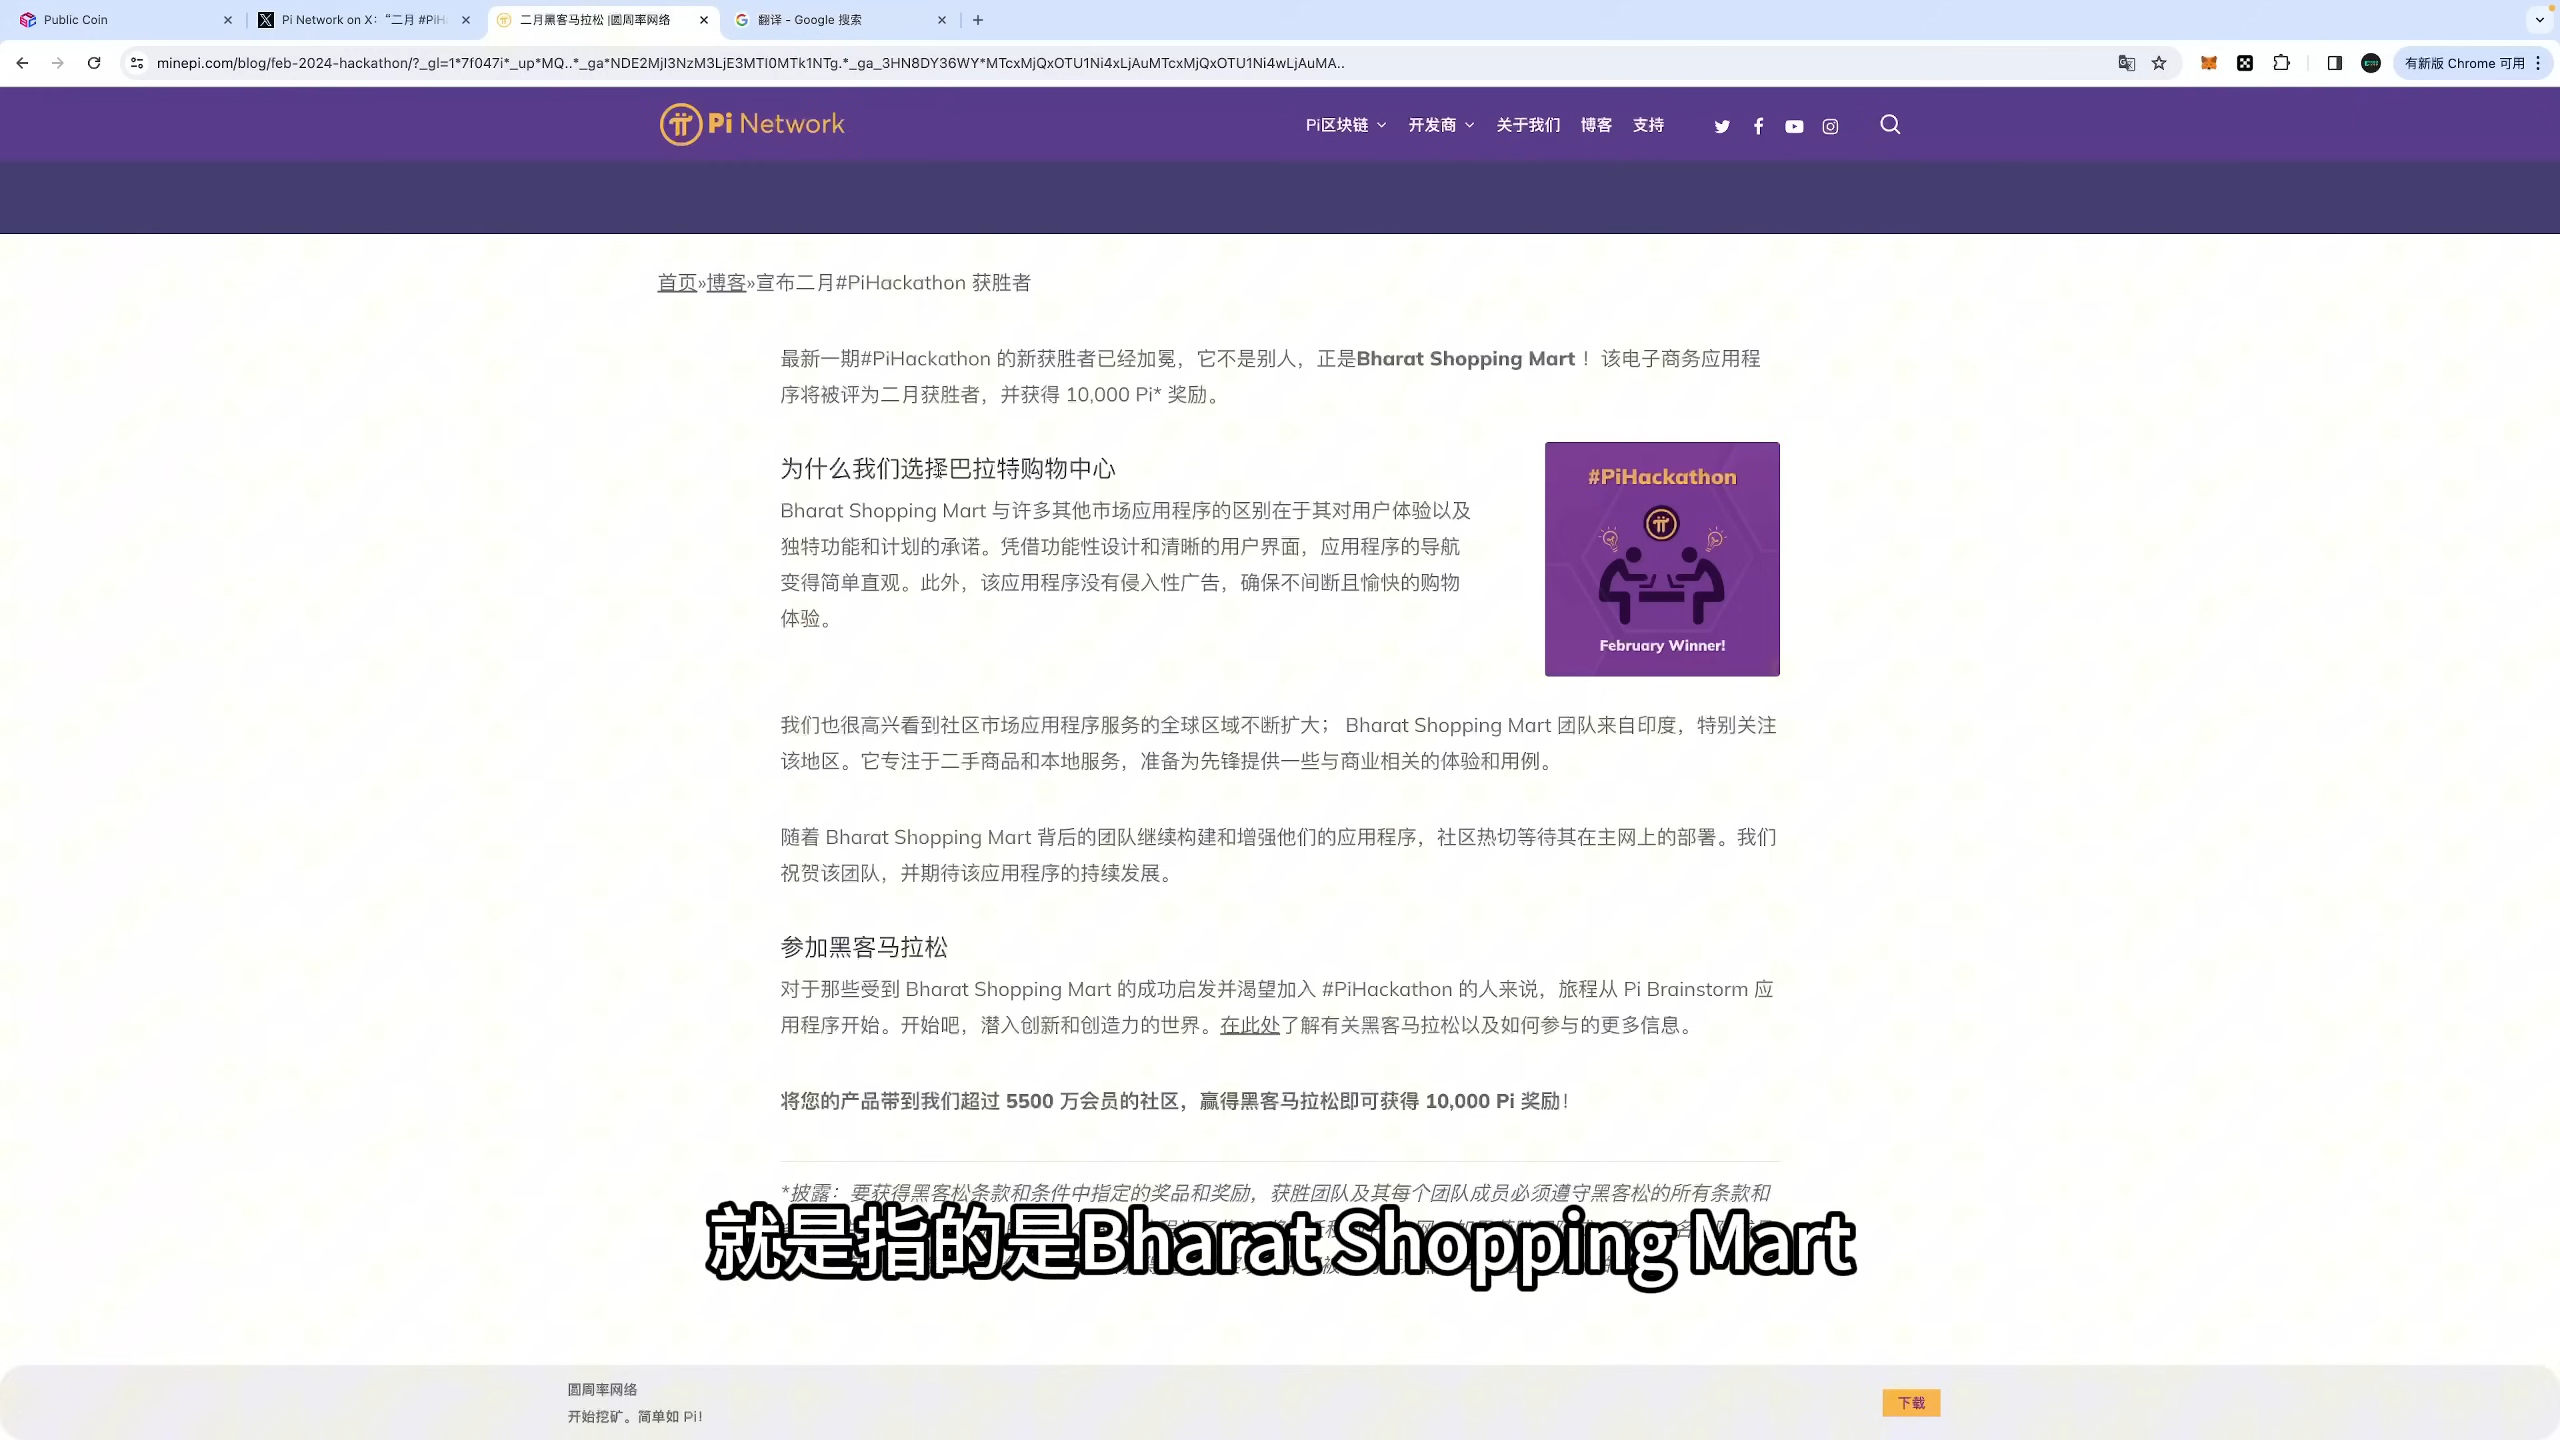 Public Coin
Pi Network on X：“二月 #PiH
二月黑客马拉松 |圆周率网络
翻译 - Google 搜索
minepi.com/blog/feb-2024-hackathon/?_gl=1*7f047i*_up*MQ..*_ga*NDE2MjI3NzM3LjE3MTI0MTk1NTg.*_ga_3HN8DY36WY*MTcxMjQxOTU1Ni4xLjAuMTcxMjQxOTU1Ni4wLjAuMA..
有新版 Chrome 可用
Pi Network
Pi区块链 开发商 关于我们 博客 支持
首页»博客»宣布二月#PiHackathon 获胜者
最新一期#PiHackathon 的新获胜者已经加冕，它不是别人，正是Bharat Shopping Mart！ 该电子商务应用程
序将被评为二月获胜者，并获得 10,000 Pi* 奖励。
为什么我们选择巴拉特购物中心
Bharat Shopping Mart 与许多其他市场应用程序的区别在于其对用户体验以及
独特功能和计划的承诺。凭借功能性设计和清晰的用户界面，应用程序的导航
变得简单直观。此外，该应用程序没有侵入性广告，确保不间断且愉快的购物
体验。
#PiHackathon
February Winner!
我们也很高兴看到社区市场应用程序服务的全球区域不断扩大； Bharat Shopping Mart 团队来自印度，特别关注
该地区。它专注于二手商品和本地服务，准备为先锋提供一些与商业相关的体验和用例。
随着 Bharat Shopping Mart 背后的团队继续构建和增强他们的应用程序，社区热切等待其在主网上的部署。我们
祝贺该团队，并期待该应用程序的持续发展。
参加黑客马拉松
对于那些受到 Bharat Shopping Mart 的成功启发并渴望加入 #PiHackathon 的人来说，旅程从 Pi Brainstorm 应
用程序开始。开始吧，潜入创新和创造力的世界。在此处了解有关黑客马拉松以及如何参与的更多信息。
将您的产品带到我们超过 5500 万会员的社区，赢得黑客马拉松即可获得 10,000 Pi 奖励！
*披露：要获得黑客松条款和条件中指定的奖品和奖励，获胜团队及其每个团队成员必须遵守黑客松的所有条款和
就是指的是Bharat Shopping Mart
圆周率网络
开始挖矿。简单如 Pi！
下载